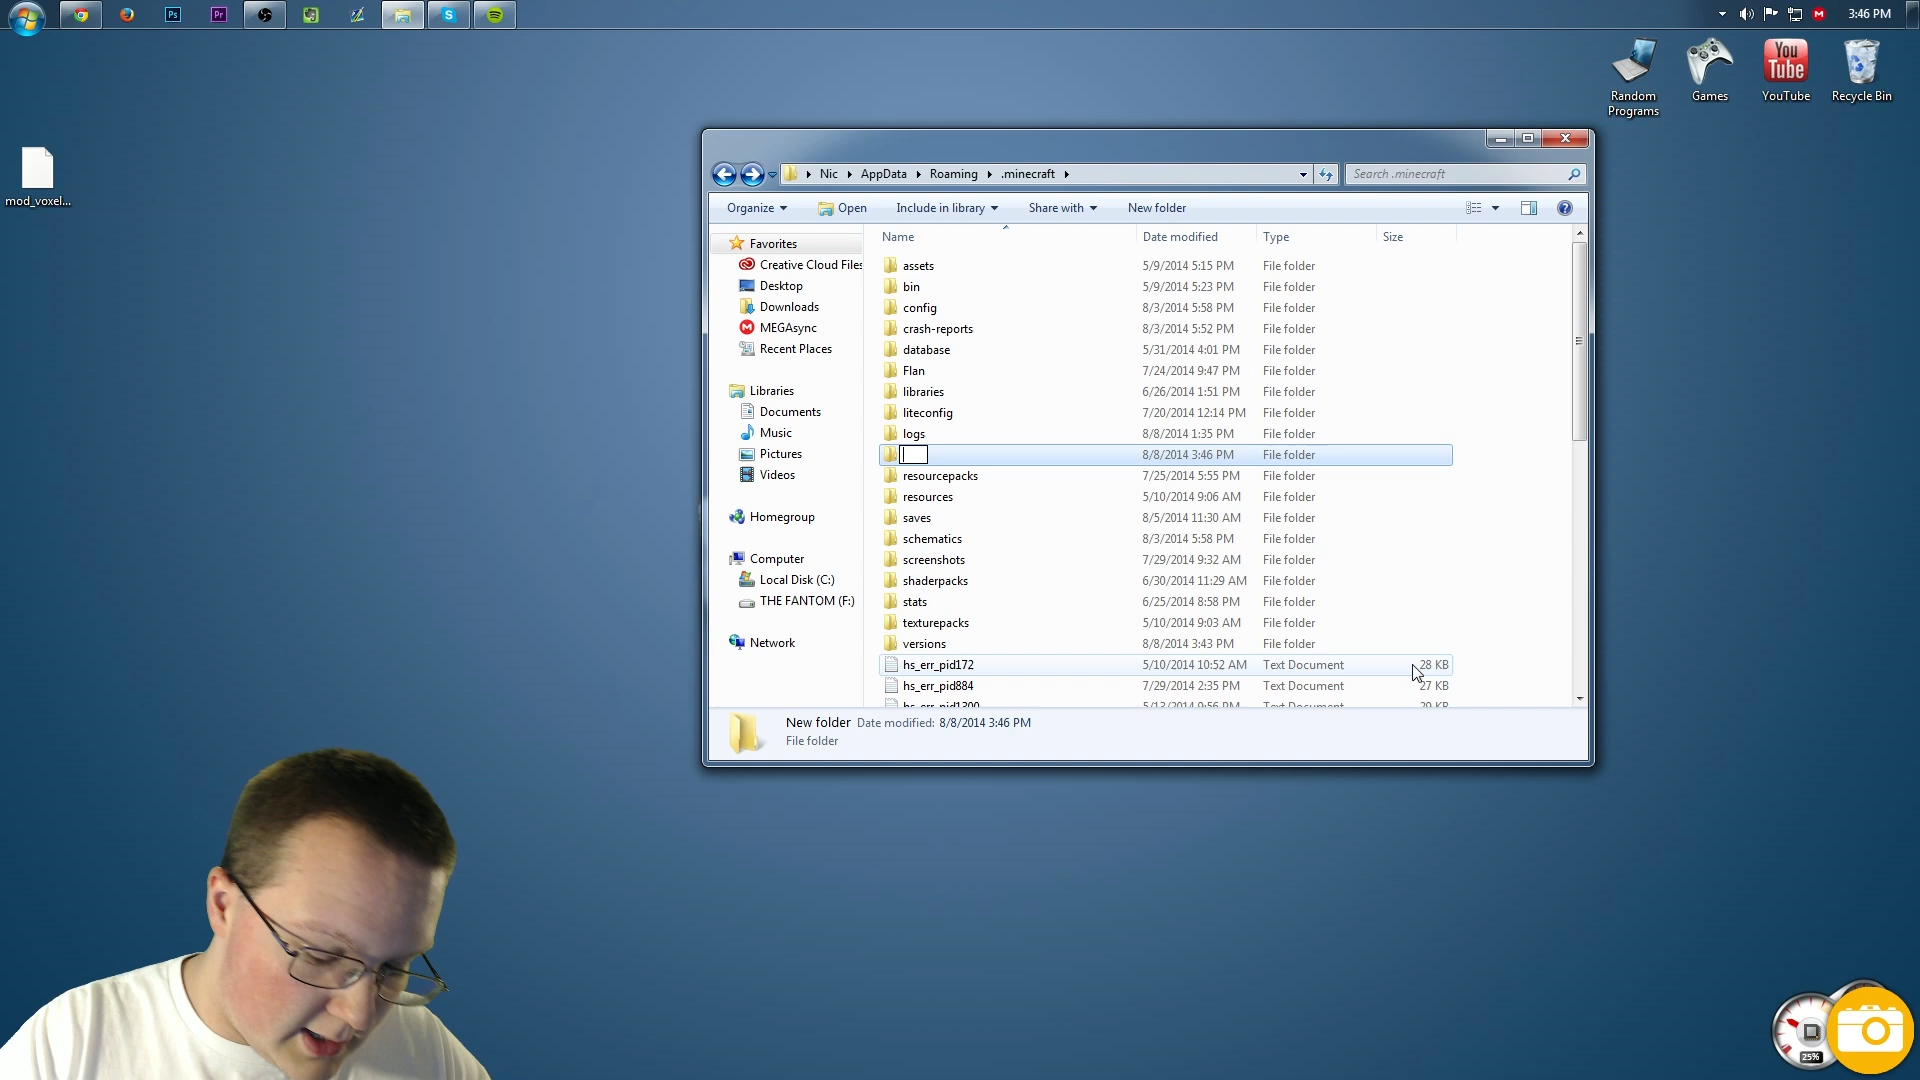 Ps
Pr
3:46 PM
Random
Programs
Games
You
Tube
YouTube
Recycle Bin
mod_voxel...
Nic
AppData
Roaming
.minecraft
Search .minecraft
Organize
Open
Include in library
Share with
New folder
Name
Date modified
Type
Size
Favorites
Creative Cloud Files
Desktop
Downloads
MEGAsync
Recent Places
Libraries
Documents
Music
Pictures
Videos
Homegroup
Computer
Local Disk (C:)
THE FANTOM (F:)
Network
assets 5/9/2014 5:15 PM File folder
bin 5/9/2014 5:23 PM File folder
config 8/3/2014 5:58 PM File folder
crash-reports 8/3/2014 5:52 PM File folder
database 5/31/2014 4:01 PM File folder
Flan 7/24/2014 9:47 PM File folder
libraries 6/26/2014 1:51 PM File folder
liteconfig 7/20/2014 12:14 PM File folder
logs 8/8/2014 1:35 PM File folder
8/8/2014 3:46 PM File folder
resourcepacks 7/25/2014 5:55 PM File folder
resources 5/10/2014 9:06 AM File folder
saves 8/5/2014 11:30 AM File folder
schematics 8/3/2014 5:58 PM File folder
screenshots 7/29/2014 9:32 AM File folder
shaderpacks 6/30/2014 11:29 AM File folder
stats 6/25/2014 8:58 PM File folder
texturepacks 5/10/2014 9:03 AM File folder
versions 8/8/2014 3:43 PM File folder
hs_err_pid172 5/10/2014 10:52 AM Text Document 28 KB
hs_err_pid884 7/29/2014 2:35 PM Text Document 27 KB
hs_err_pid1300 5/13/2014 9:56 PM Text Document 29 KB
New folder Date modified: 8/8/2014 3:46 PM
File folder
25%